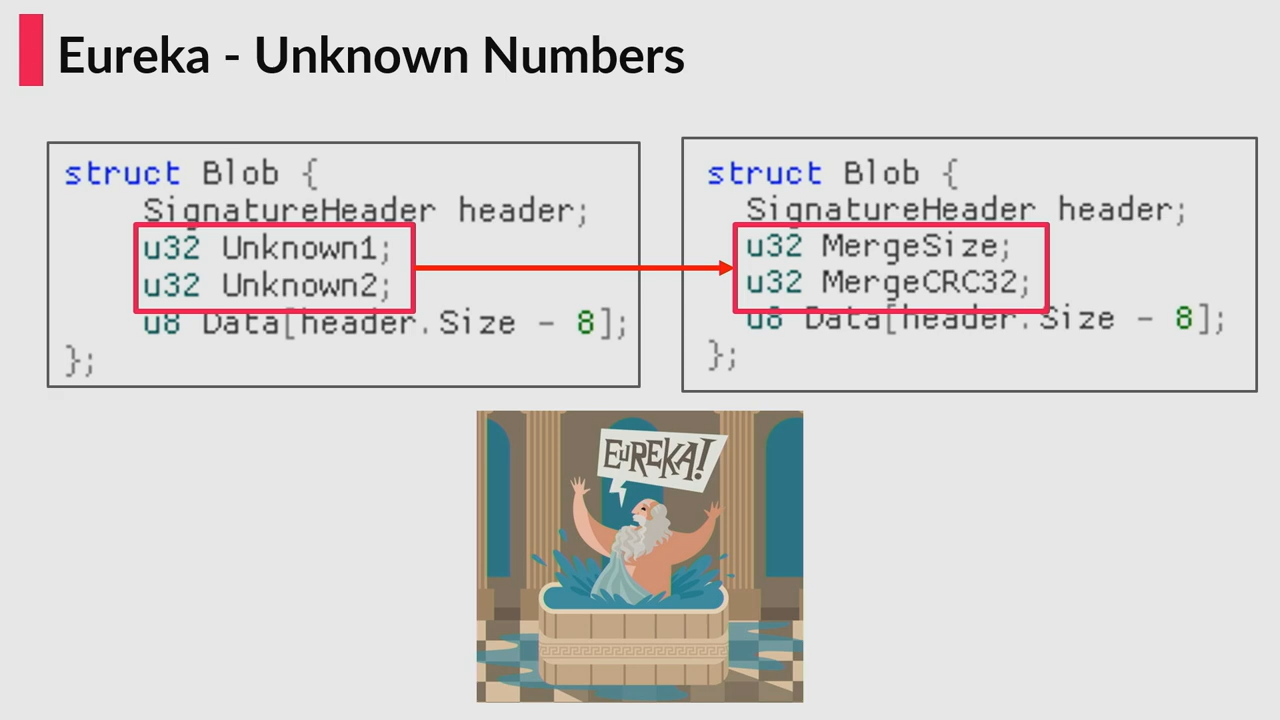 Eureka - Unknown Numbers
struct Blob {
SignatureHeader header;
u32 Unknown1;
u32 Unknown2;
u8 Data[header.Size - 8];
};
struct Blob {
SignatureHeader header;
u32 MergeSize;
u32 MergeCRC32;
u8 Data[header.Size - 8];
};
EUREKA!